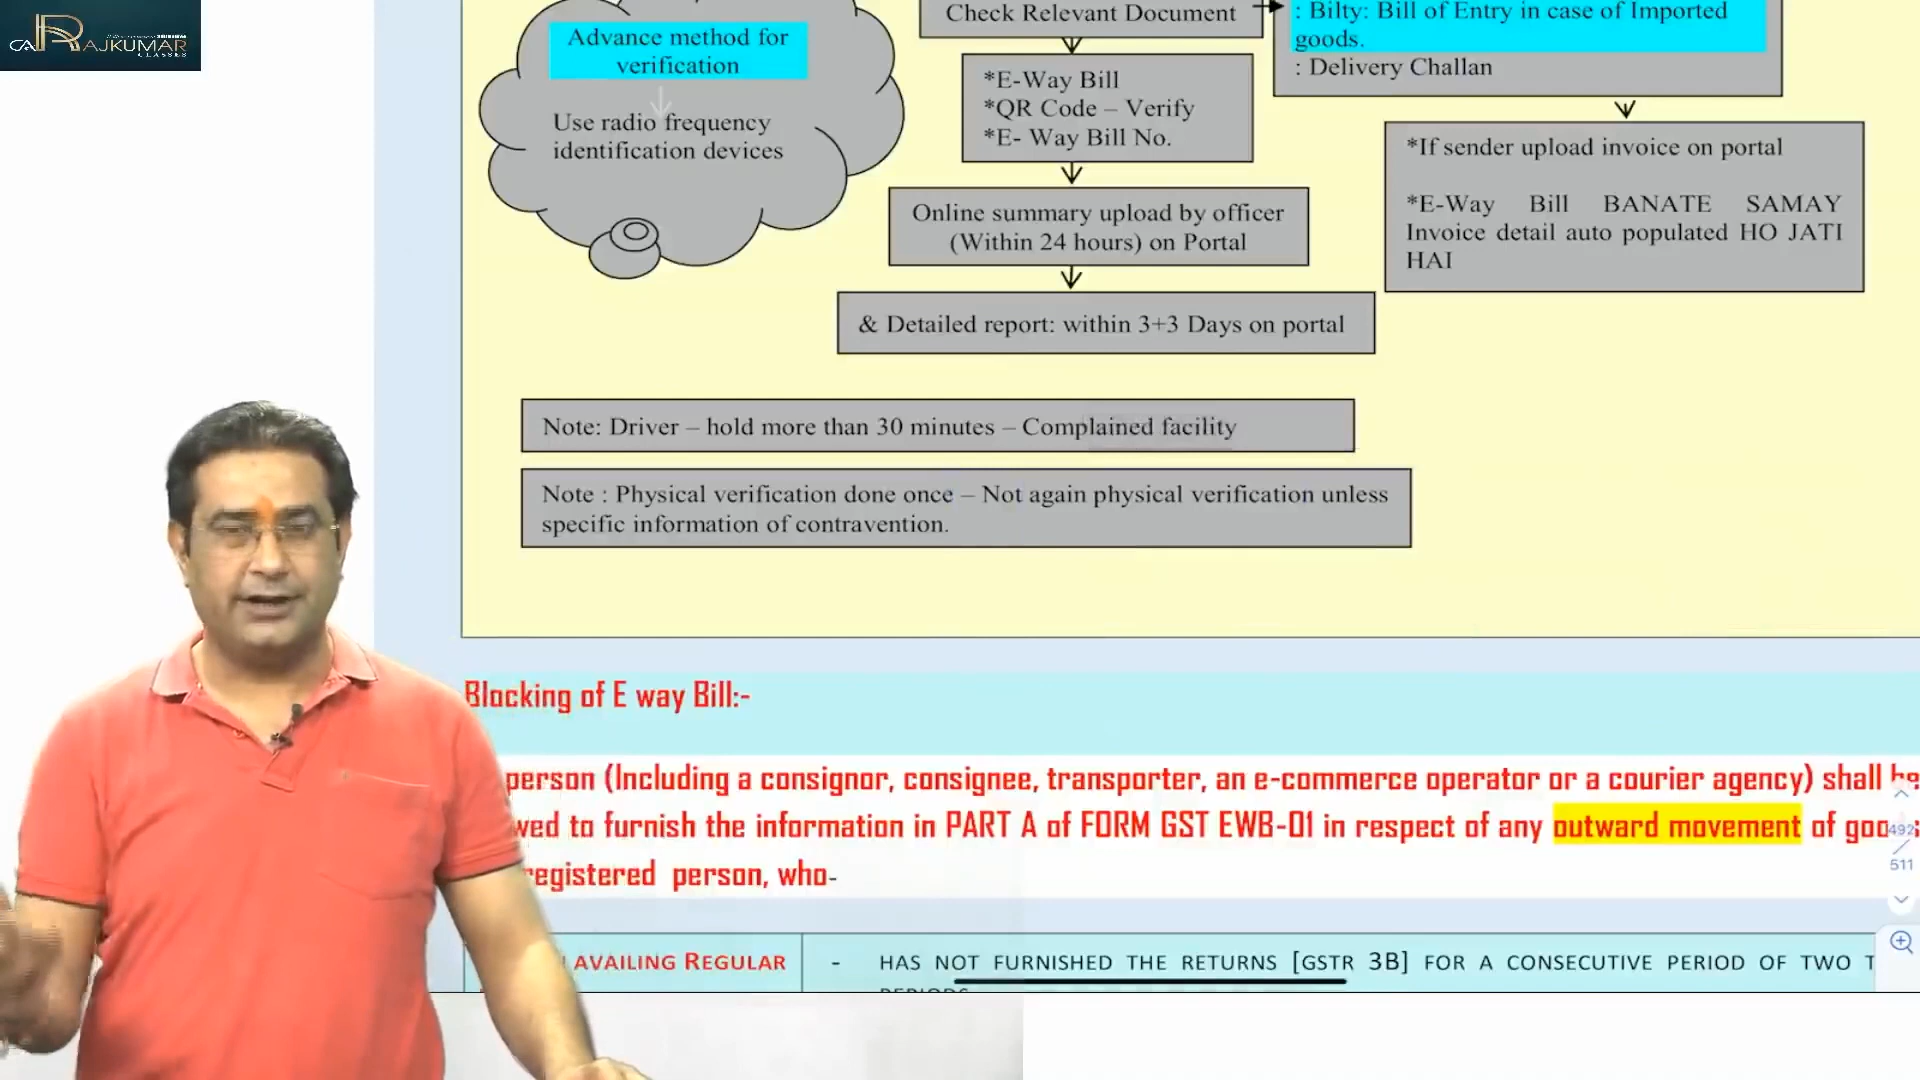 CA RAJKUMAR
CLASSES
Advance method for
verification
Use radio frequency
identification devices
Check Relevant Document
*E-Way Bill
*QR Code – Verify
*E- Way Bill No.
Online summary upload by officer
(Within 24 hours) on Portal
& Detailed report: within 3+3 Days on portal
: Bilty: Bill of Entry in case of Imported
goods.
: Delivery Challan
*If sender upload invoice on portal
*E-Way Bill BANATE SAMAY
Invoice detail auto populated HO JATI
HAI
Note: Driver – hold more than 30 minutes – Complained facility
Note : Physical verification done once – Not again physical verification unless
specific information of contravention.
Blocking of E way Bill:-
person (Including a consignor, consignee, transporter, an e-commerce operator or a courier agency) shall be
wed to furnish the information in PART A of FORM GST EWB-01 in respect of any outward movement of goo
registered person, who-
492
/
511
AVAILING REGULAR
- HAS NOT FURNISHED THE RETURNS [GSTR 3B] FOR A CONSECUTIVE PERIOD OF TWO T